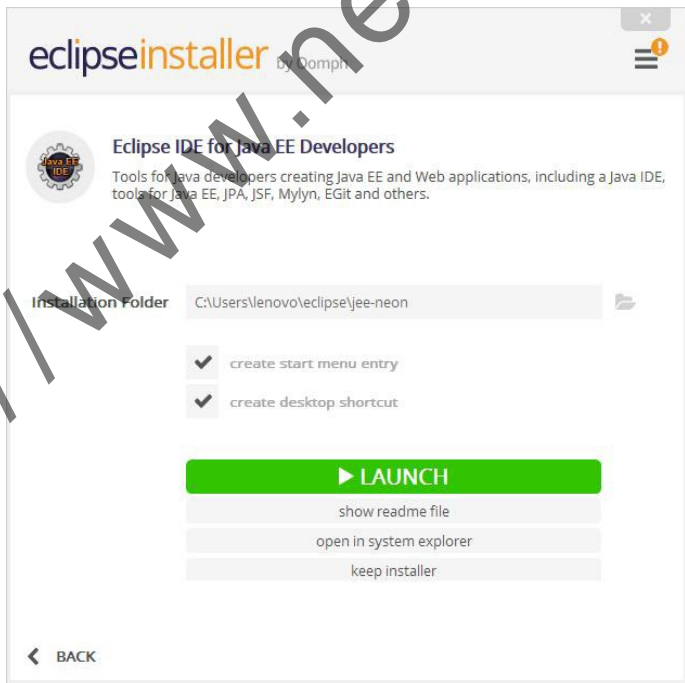 eclipseinstaller by Oomph
Java EE
IDE
Eclipse IDE for Java EE Developers
Tools for Java developers creating Java EE and Web applications, including a Java IDE,
tools for Java EE, JPA, JSF, Mylyn, EGit and others.
Installation Folder C:\Users\lenovo\eclipse\jee-neon
create start menu entry
create desktop shortcut
LAUNCH
show readme file
open in system explorer
keep installer
BACK
//www.ne